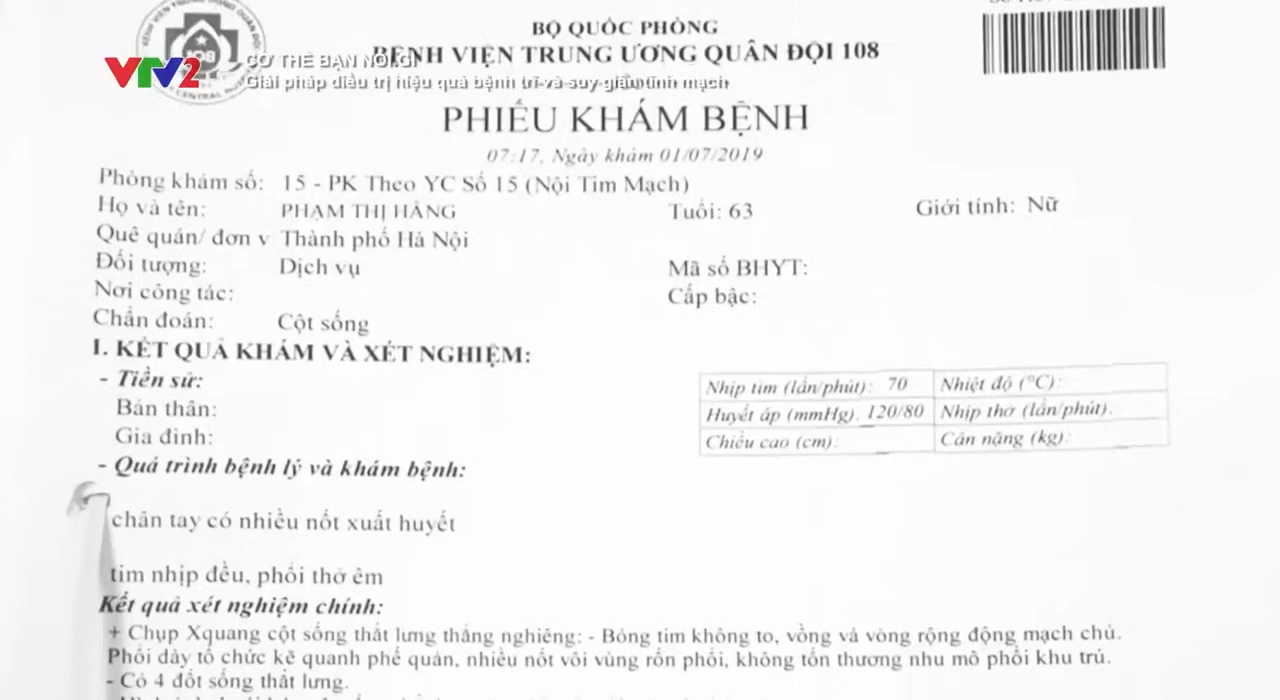 BỘ QUỐC PHÒNG
BỆNH VIỆN TRUNG ƯƠNG QUÂN ĐỘI 108
VTV2
CƠ THỂ BẠN NÓI GÌ
Giải pháp điều trị hiệu quả bệnh trĩ và suy giãn tĩnh mạch
PHIẾU KHÁM BỆNH
07:17, Ngày khám 01/07/2019
Phòng khám số: 15 - PK Theo YC Số 15 (Nội Tim Mạch)
Họ và tên: PHẠM THỊ HẰNG Tuổi: 63 Giới tính: Nữ
Quê quán/ đơn v Thành phố Hà Nội
Đối tượng: Dịch vụ Mã số BHYT:
Nơi công tác: Cấp bậc:
Chẩn đoán: Cột sống
I. KẾT QUẢ KHÁM VÀ XÉT NGHIỆM:
- Tiền sử:
Nhịp tim (lần/phút): 70 Nhiệt độ (°C):
Bản thân:
Huyết áp (mmHg). 120/80 Nhịp thở (lần/phút).
Gia đình:
Chiều cao (cm): Cân nặng (kg):
- Quá trình bệnh lý và khám bệnh:
chân tay có nhiều nốt xuất huyết
tim nhịp đều, phổi thở êm
Kết quả xét nghiệm chính:
+ Chụp Xquang cột sống thắt lưng thẳng nghiêng: - Bóng tim không to, vồng và vòng rộng động mạch chủ.
Phổi dày tổ chức kẽ quanh phế quản, nhiều nốt vôi vùng rốn phổi, không tổn thương nhu mô phổi khu trú.
- Có 4 đốt sống thắt lưng.